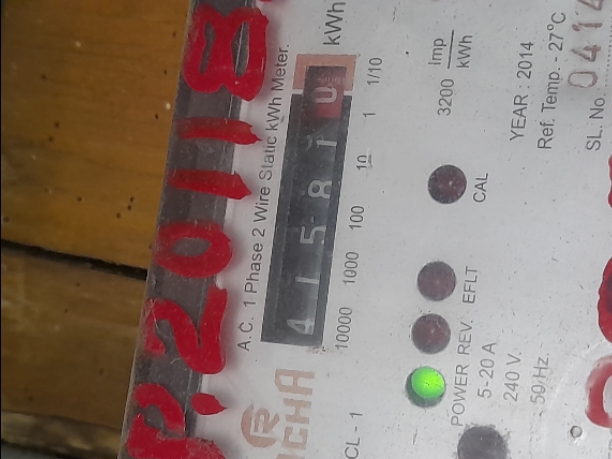 P.20118
A.C. 1 Phase 2 Wire Static kWh Meter.
4 1 5 8 1 0 kWh
10000 1000 100 10 1 1/10
CL - 1
3200 Imp/kWh
CAL
EFLT
REV.
POWER
5-20 A
240 V.
50 Hz.
YEAR : 2014
Ref. Temp. - 27°C
SL. No.